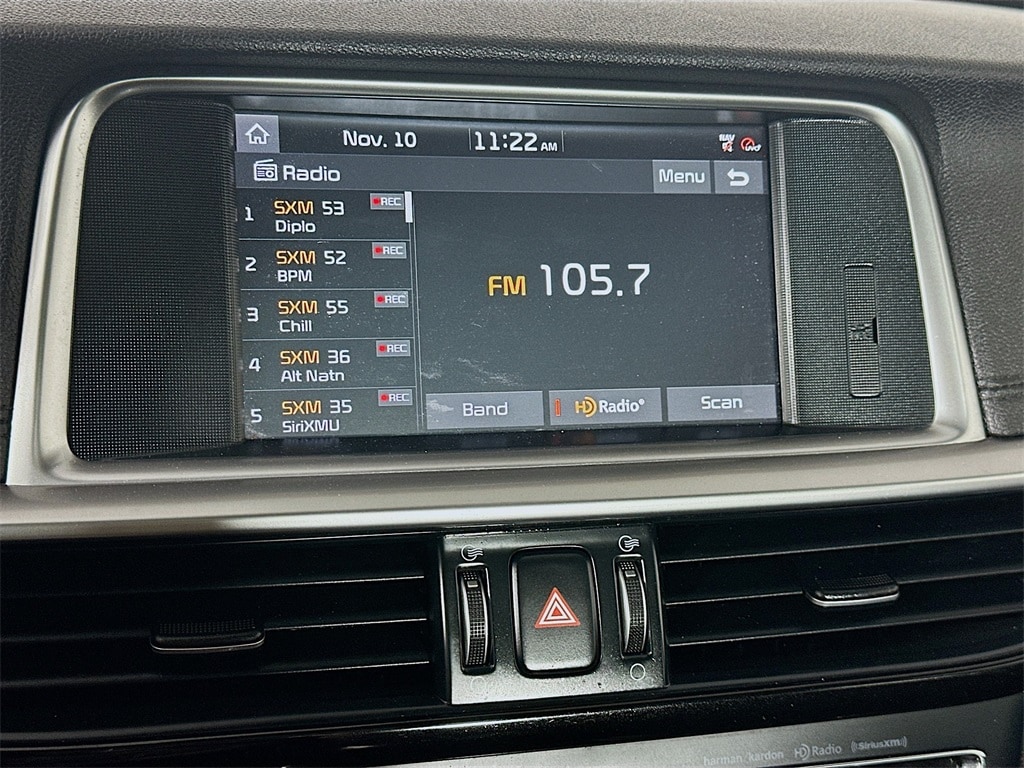 Nov. 10 11:22 AM
Radio Menu
1 SXM 53 REC
Diplo
2 SXM 52 REC
BPM
3 SXM 55 REC
Chill
4 SXM 36 REC
Alt Natn
5 SXM 35 REC
SiriXMU
FM 105.7
Band HD Radio® Scan
harman kardon HD Radio ((SiriusXM))